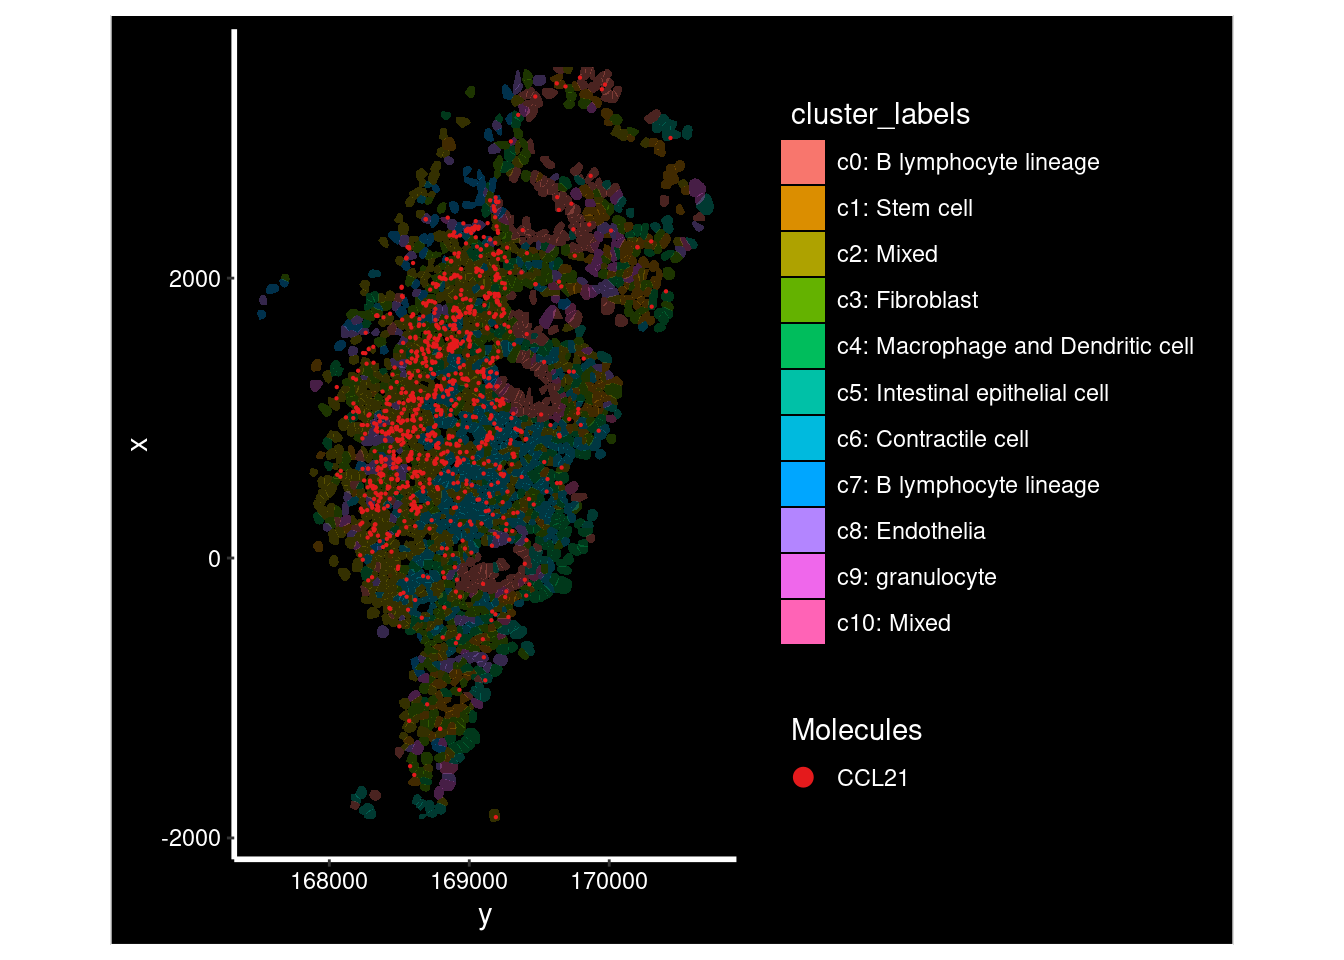 cluster_labels
c0: B lymphocyte lineage
c1: Stem cell
c2: Mixed
c3: Fibroblast
c4: Macrophage and Dendritic cell
c5: Intestinal epithelial cell
c6: Contractile cell
c7: B lymphocyte lineage
c8: Endothelia
c9: granulocyte
c10: Mixed
Molecules
CCL21
x
2000
0
-2000
168000 169000 170000
y